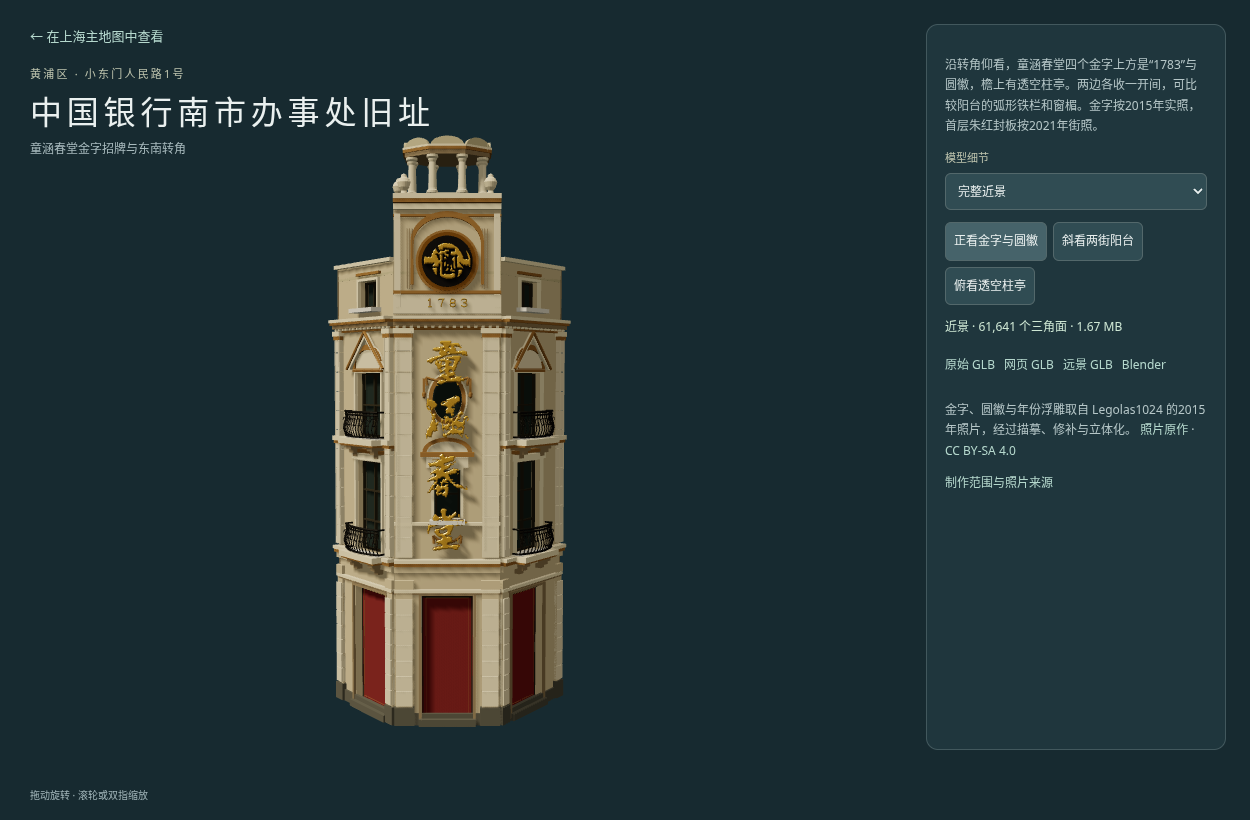 ← 在上海主地图中查看
黄浦区 · 小东门人民路1号
中国银行南市办事处旧址
童涵春堂金字招牌与东南转角
1783
童
涵
春
堂
拖动旋转 · 滚轮或双指缩放
沿转角仰看，童涵春堂四个金字上方是“1783”与
圆徽，檐上有透空柱亭。两边各收一开间，可比
较阳台的弧形铁栏和窗楣。金字按2015年实照，
首层朱红封板按2021年街照。
模型细节
完整近景
正看金字与圆徽
斜看两街阳台
俯看透空柱亭
近景 · 61,641 个三角面 · 1.67 MB
原始 GLB 网页 GLB 远景 GLB Blender
金字、圆徽与年份浮雕取自 Legolas1024 的2015
年照片，经过描摹、修补与立体化。 照片原作 ·
CC BY-SA 4.0
制作范围与照片来源